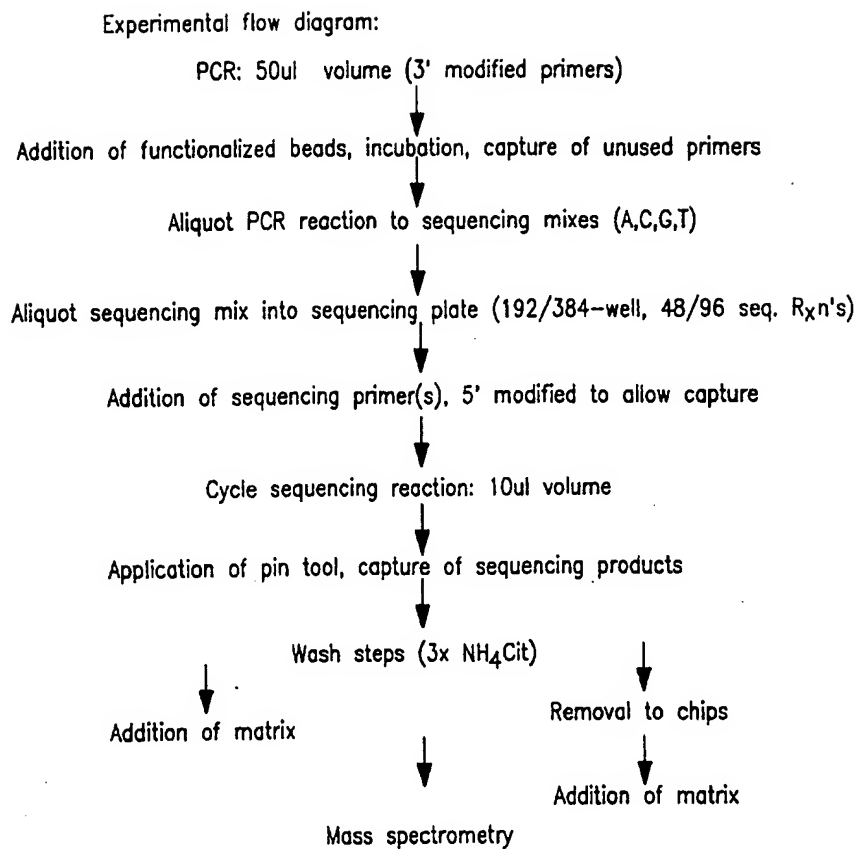 Experimental flow diagram:
PCR: 50ul volume (3' modified primers)
Addition of functionalized beads, incubation, capture of unused primers
Aliquot PCR reaction to sequencing mixes (A,C,G,T)
Aliquot sequencing mix into sequencing plate (192/384-well, 48/96 seq. Rxn's)
Addition of sequencing primer(s), 5' modified to allow capture
Cycle sequencing reaction: 10ul volume
Application of pin tool, capture of sequencing products
Wash steps (3x NH4Cit)
Addition of matrix
Removal to chips
Addition of matrix
Mass spectrometry